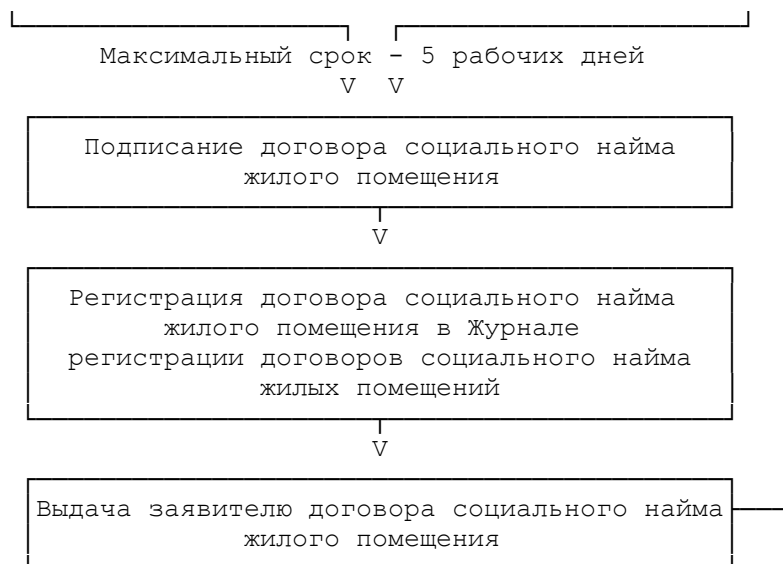 Максимальный срок - 5 рабочих дней
V V
Подписание договора социального найма
жилого помещения
V
Регистрация договора социального найма
жилого помещения в Журнале
регистрации договоров социального найма
жилых помещений
V
Выдача заявителю договора социального найма
жилого помещения